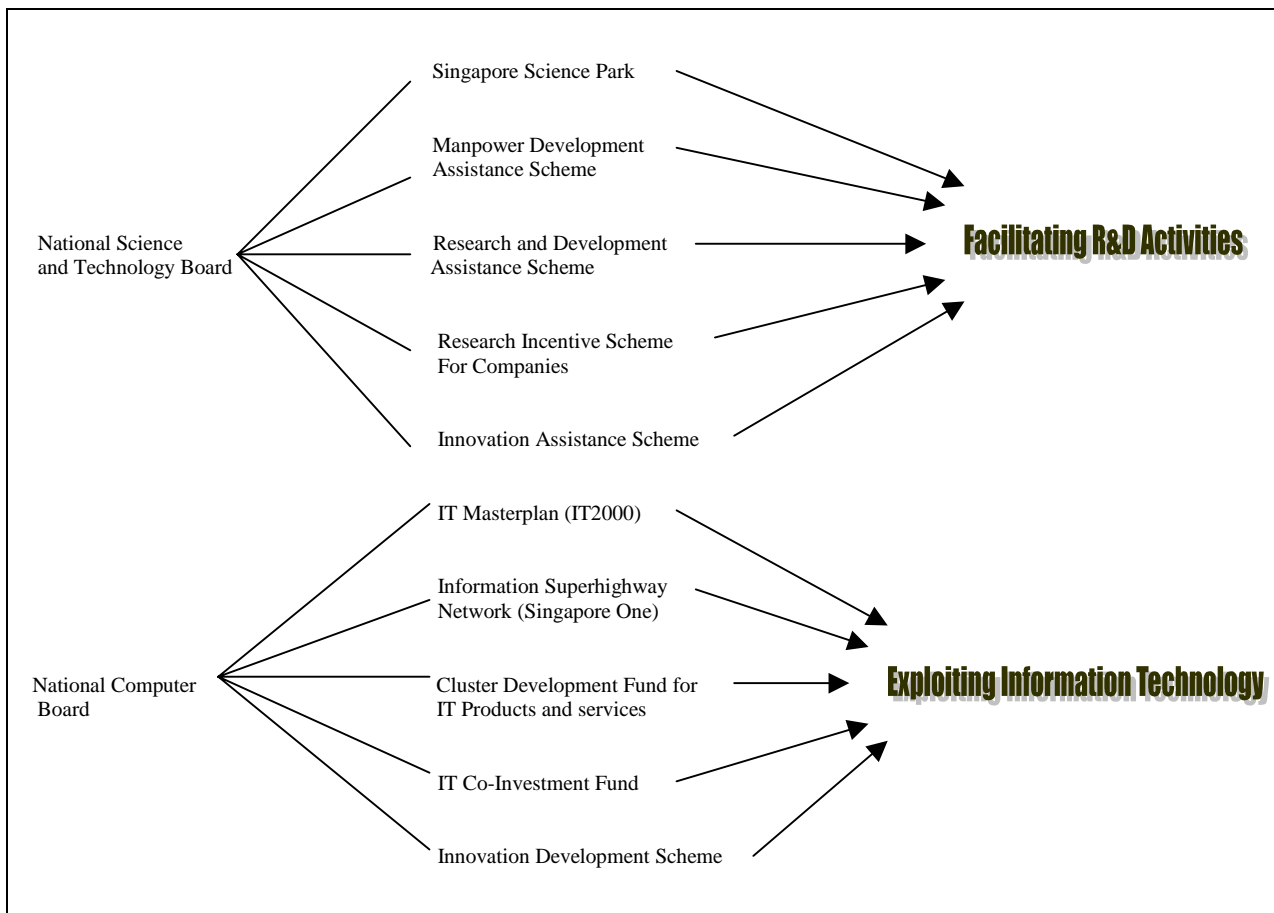 Singapore Science Park
Manpower Development
Assistance Scheme
National Science
and Technology Board
Research and Development
Assistance Scheme
Facilitating R&D Activities
Research Incentive Scheme
For Companies
Innovation Assistance Scheme
IT Masterplan (IT2000)
Information Superhighway
Network (Singapore One)
National Computer
Board
Cluster Development Fund for
IT Products and services
Exploiting Information Technology
IT Co-Investment Fund
Innovation Development Scheme